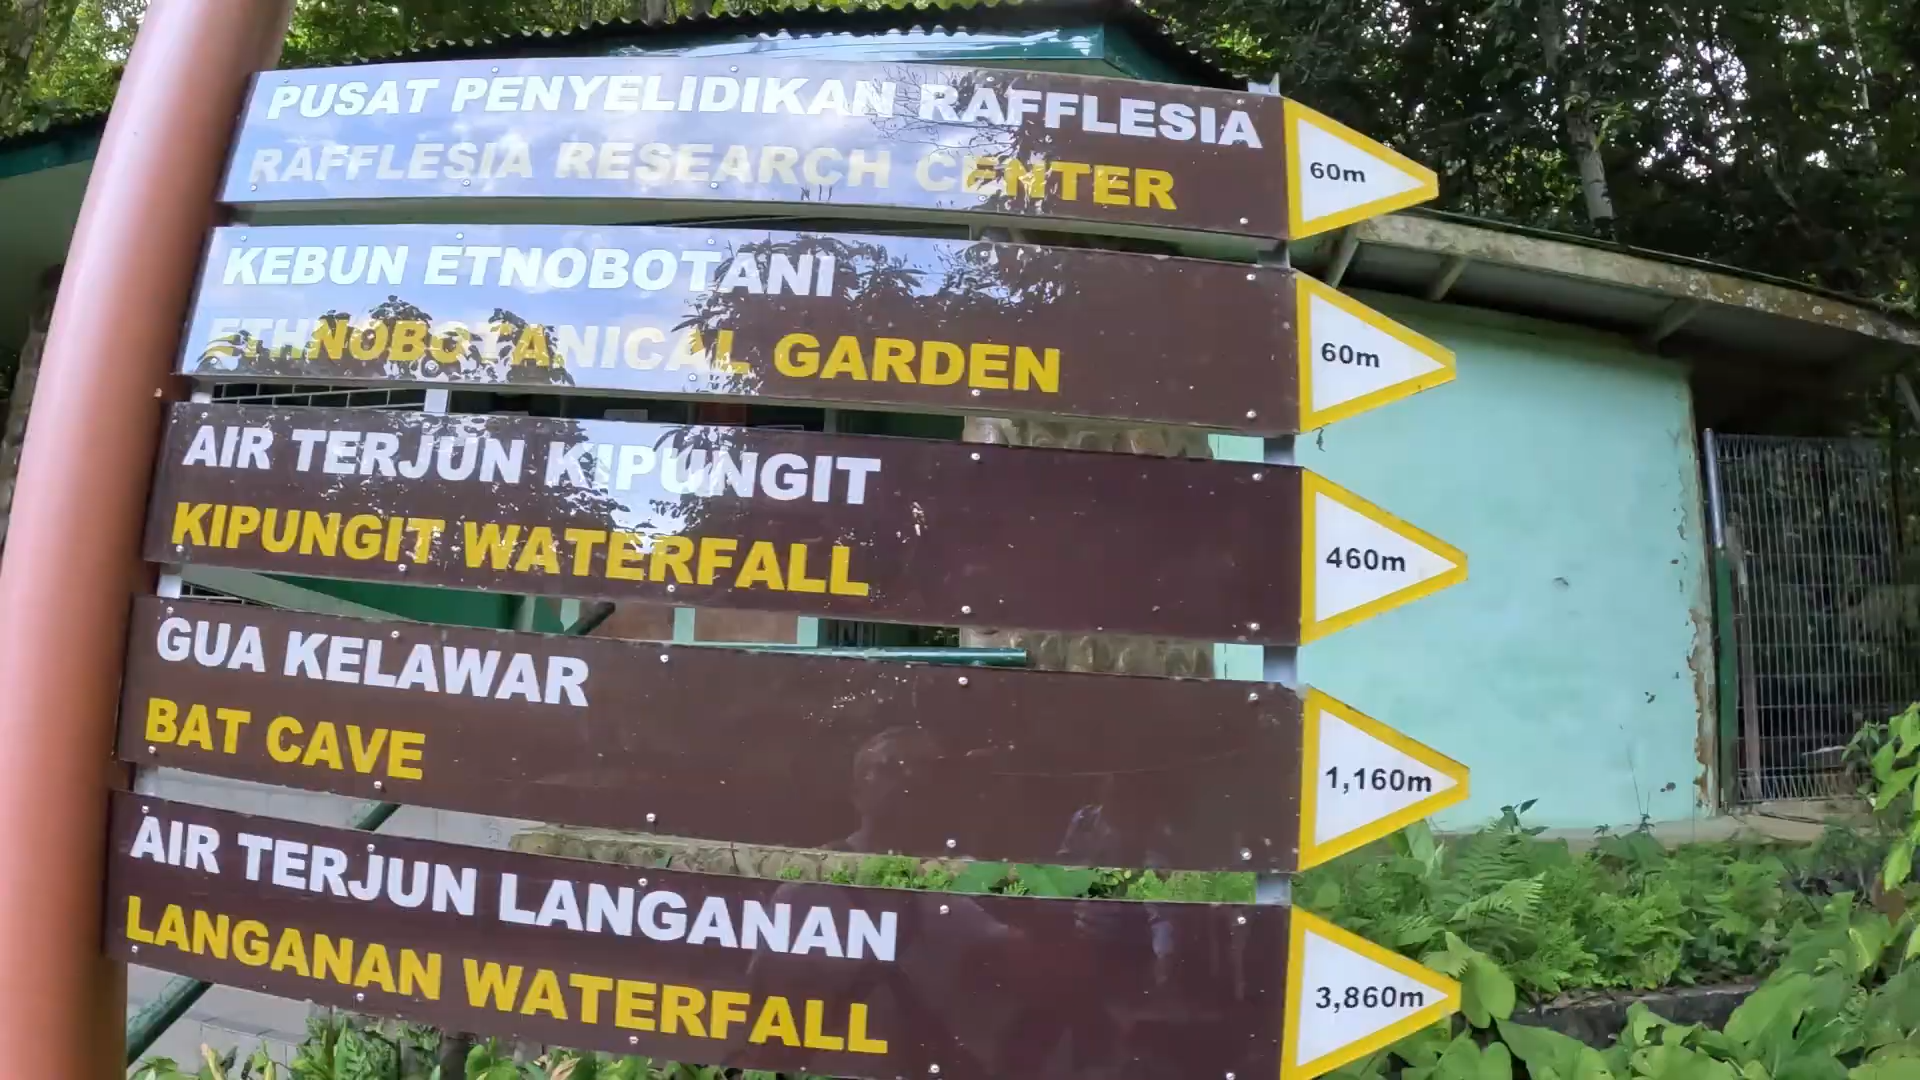 PUSAT PENYELIDIKAN RAFFLESIA
RAFFLESIA RESEARCH CENTER
60m
KEBUN ETNOBOTANI
ETHNOBOTANICAL GARDEN
60m
AIR TERJUN KIPUNGIT
KIPUNGIT WATERFALL
460m
GUA KELAWAR
BAT CAVE
1,160m
AIR TERJUN LANGANAN
LANGANAN WATERFALL
3,860m